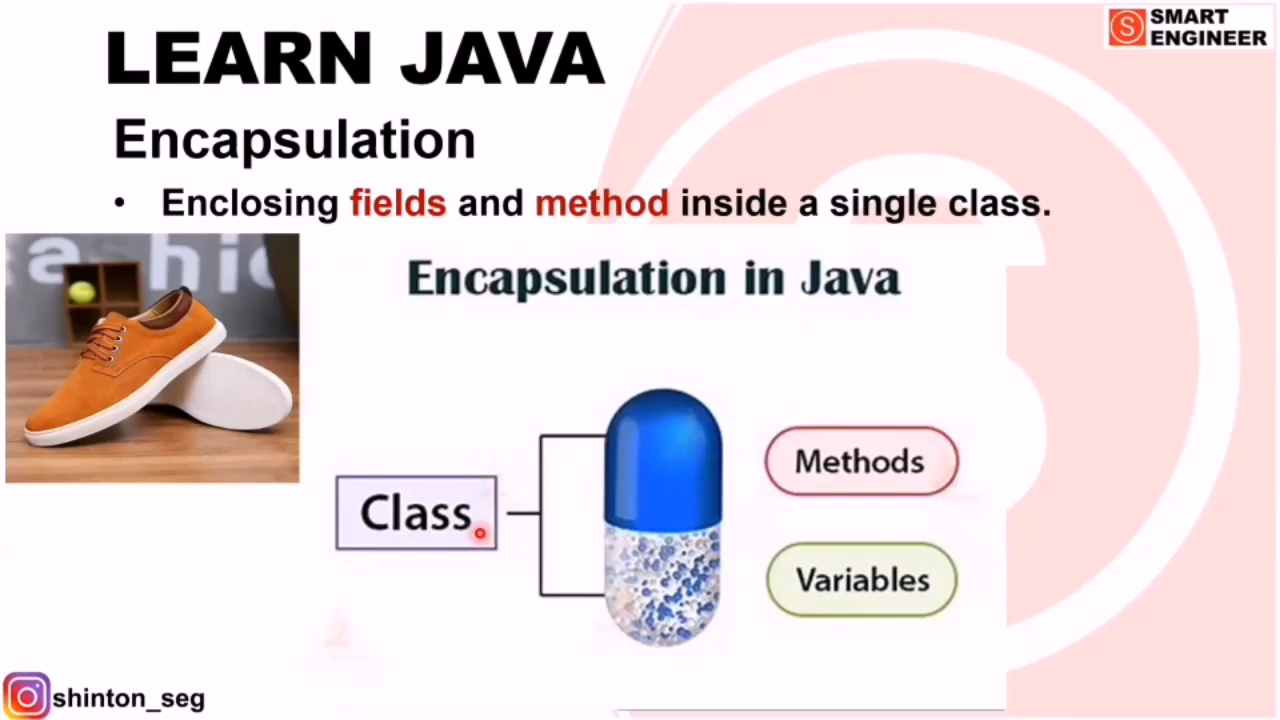 LEARN JAVA
SMART
ENGINEER
Encapsulation
• Enclosing fields and method inside a single class.
Encapsulation in Java
Methods
Class
Variables
shinton_seg